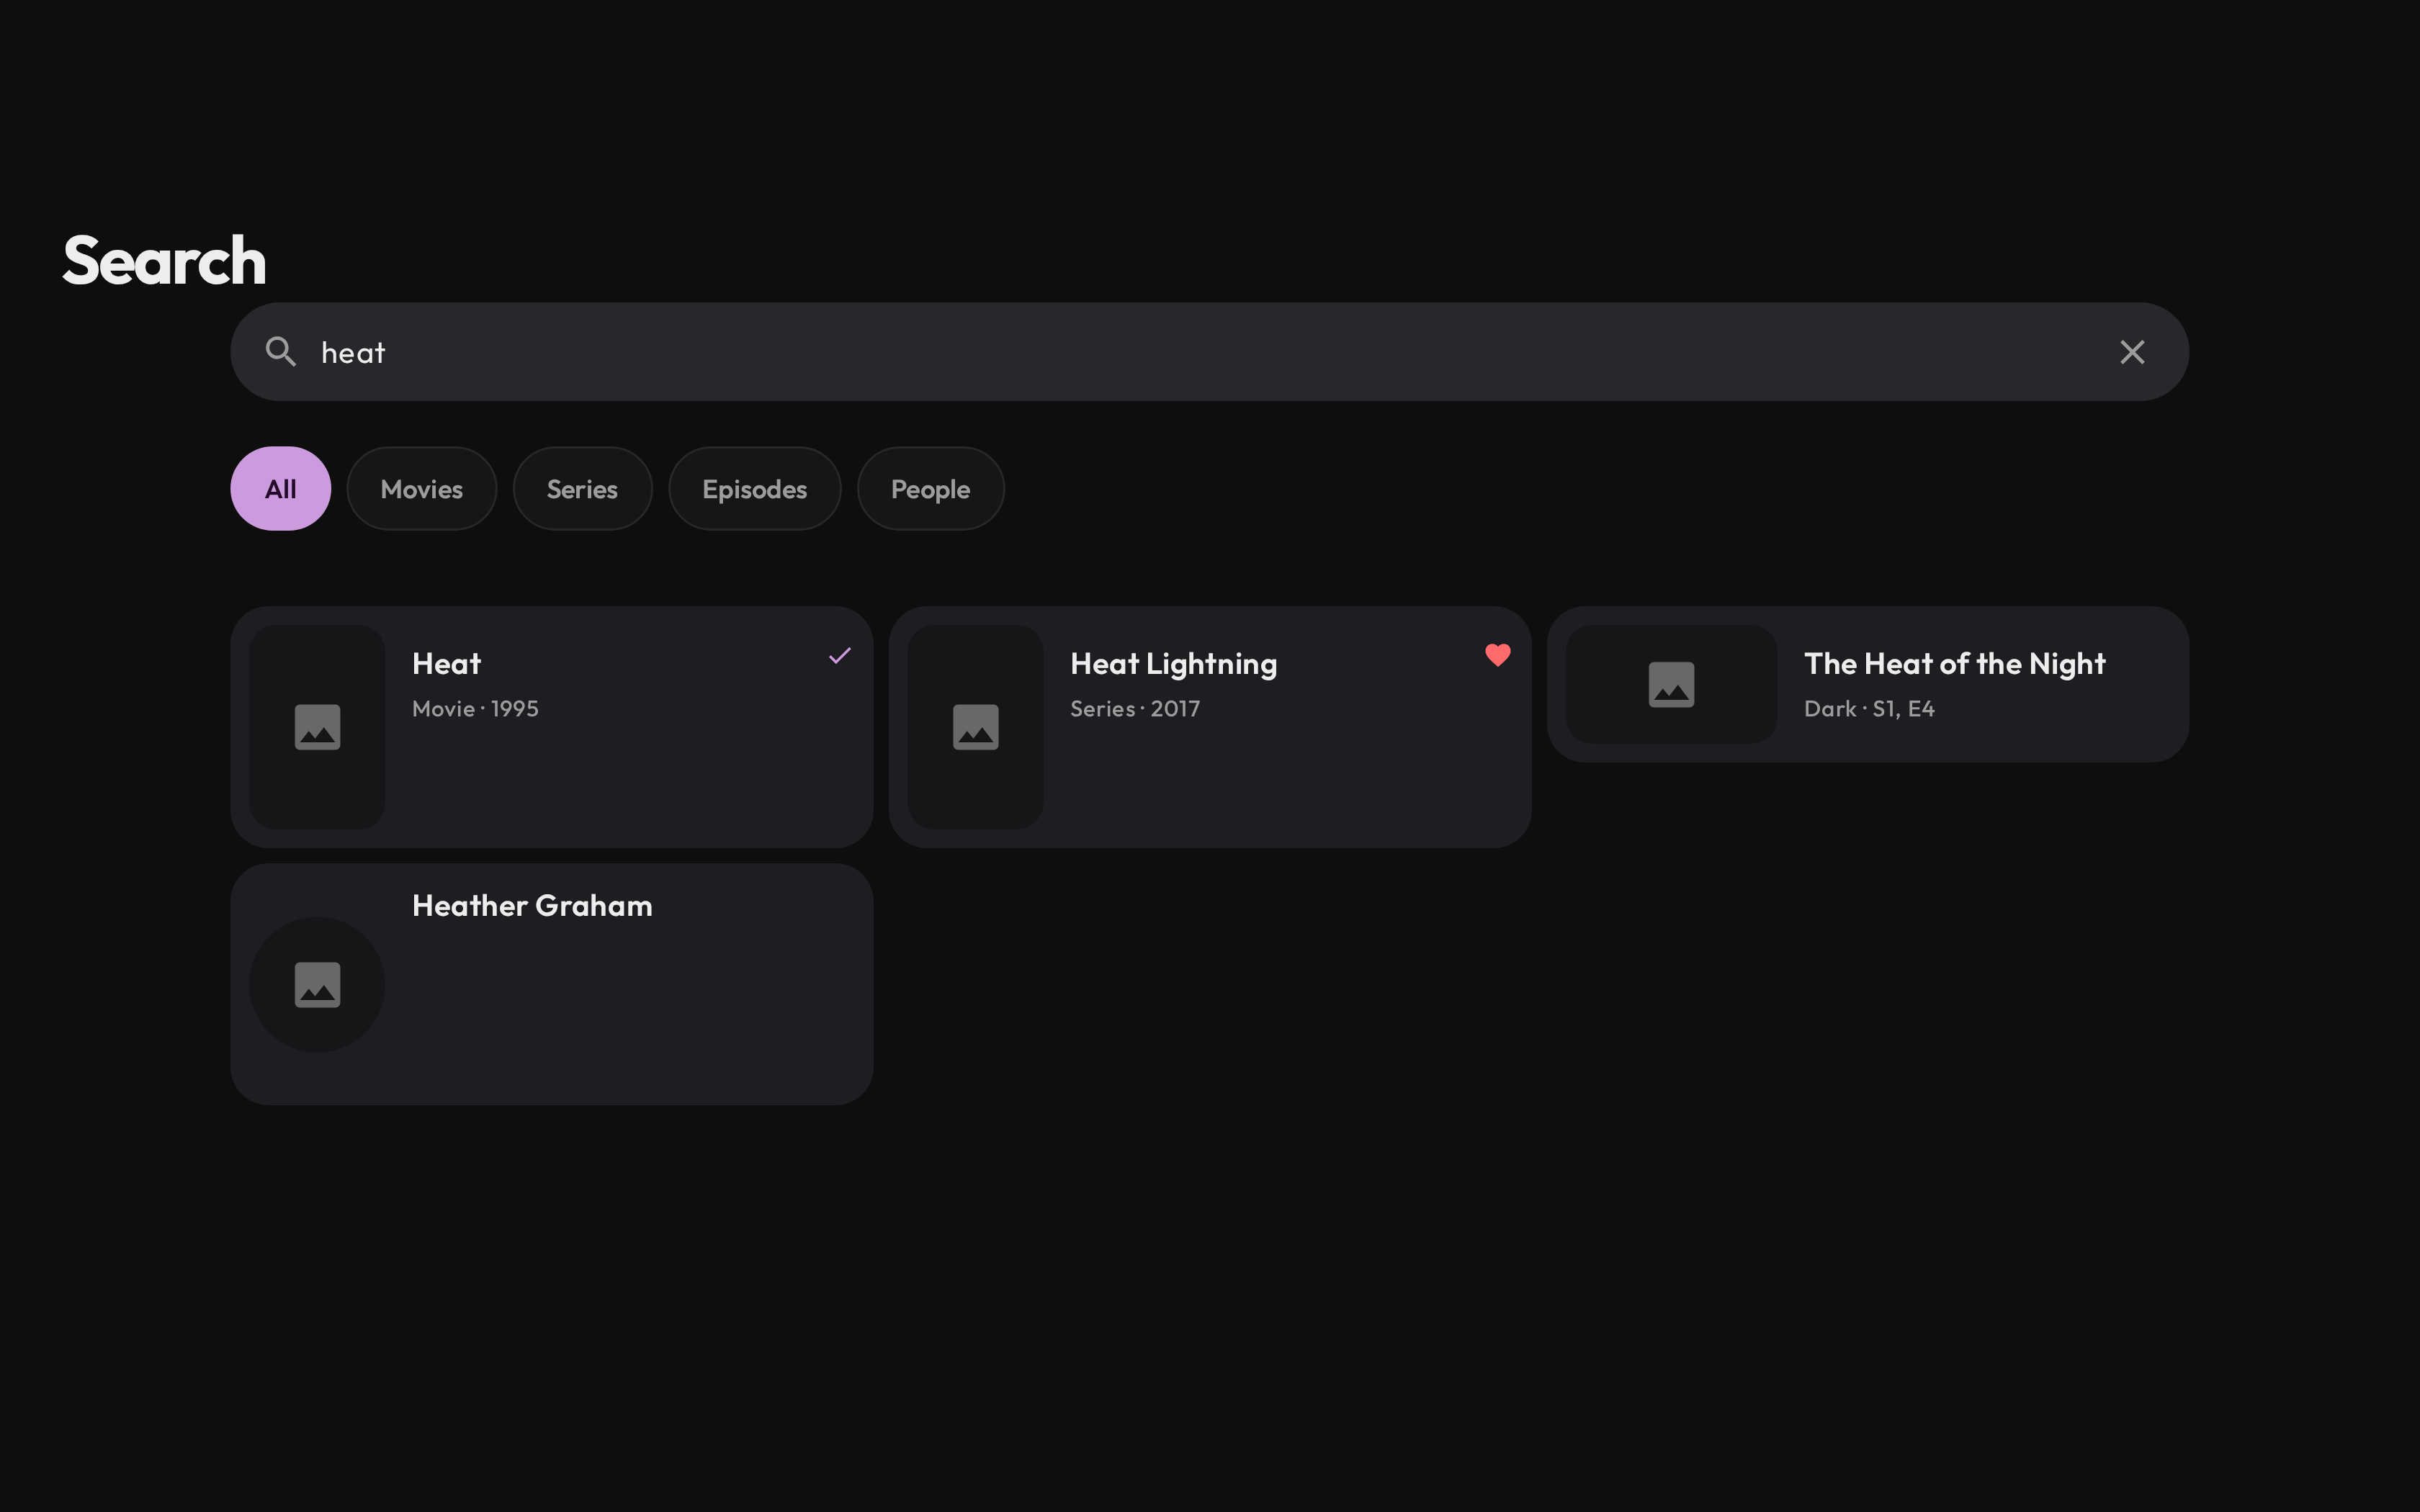 Search
heat
All Movies Series Episodes People
Heat
Movie · 1995
Heat Lightning
Series · 2017
The Heat of the Night
Dark · S1, E4
Heather Graham